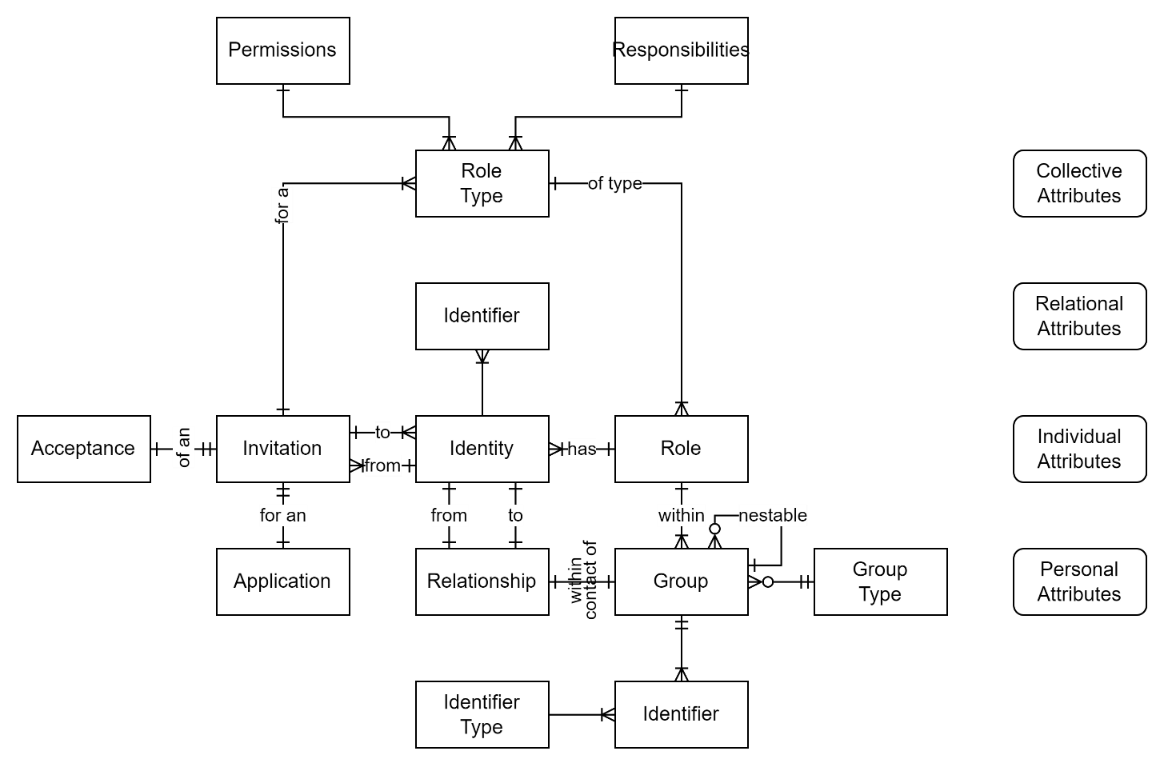 Permissions
Responsibilities
Role
Type
of type
Collective
Attributes
for a
Identifier
Relational
Attributes
Acceptance
of an
Invitation
to
from
Identity
has
Role
Individual
Attributes
for an
from
to
within
nestable
Application
Relationship
within
contact of
Group
Group
Type
Personal
Attributes
Identifier
Type
Identifier